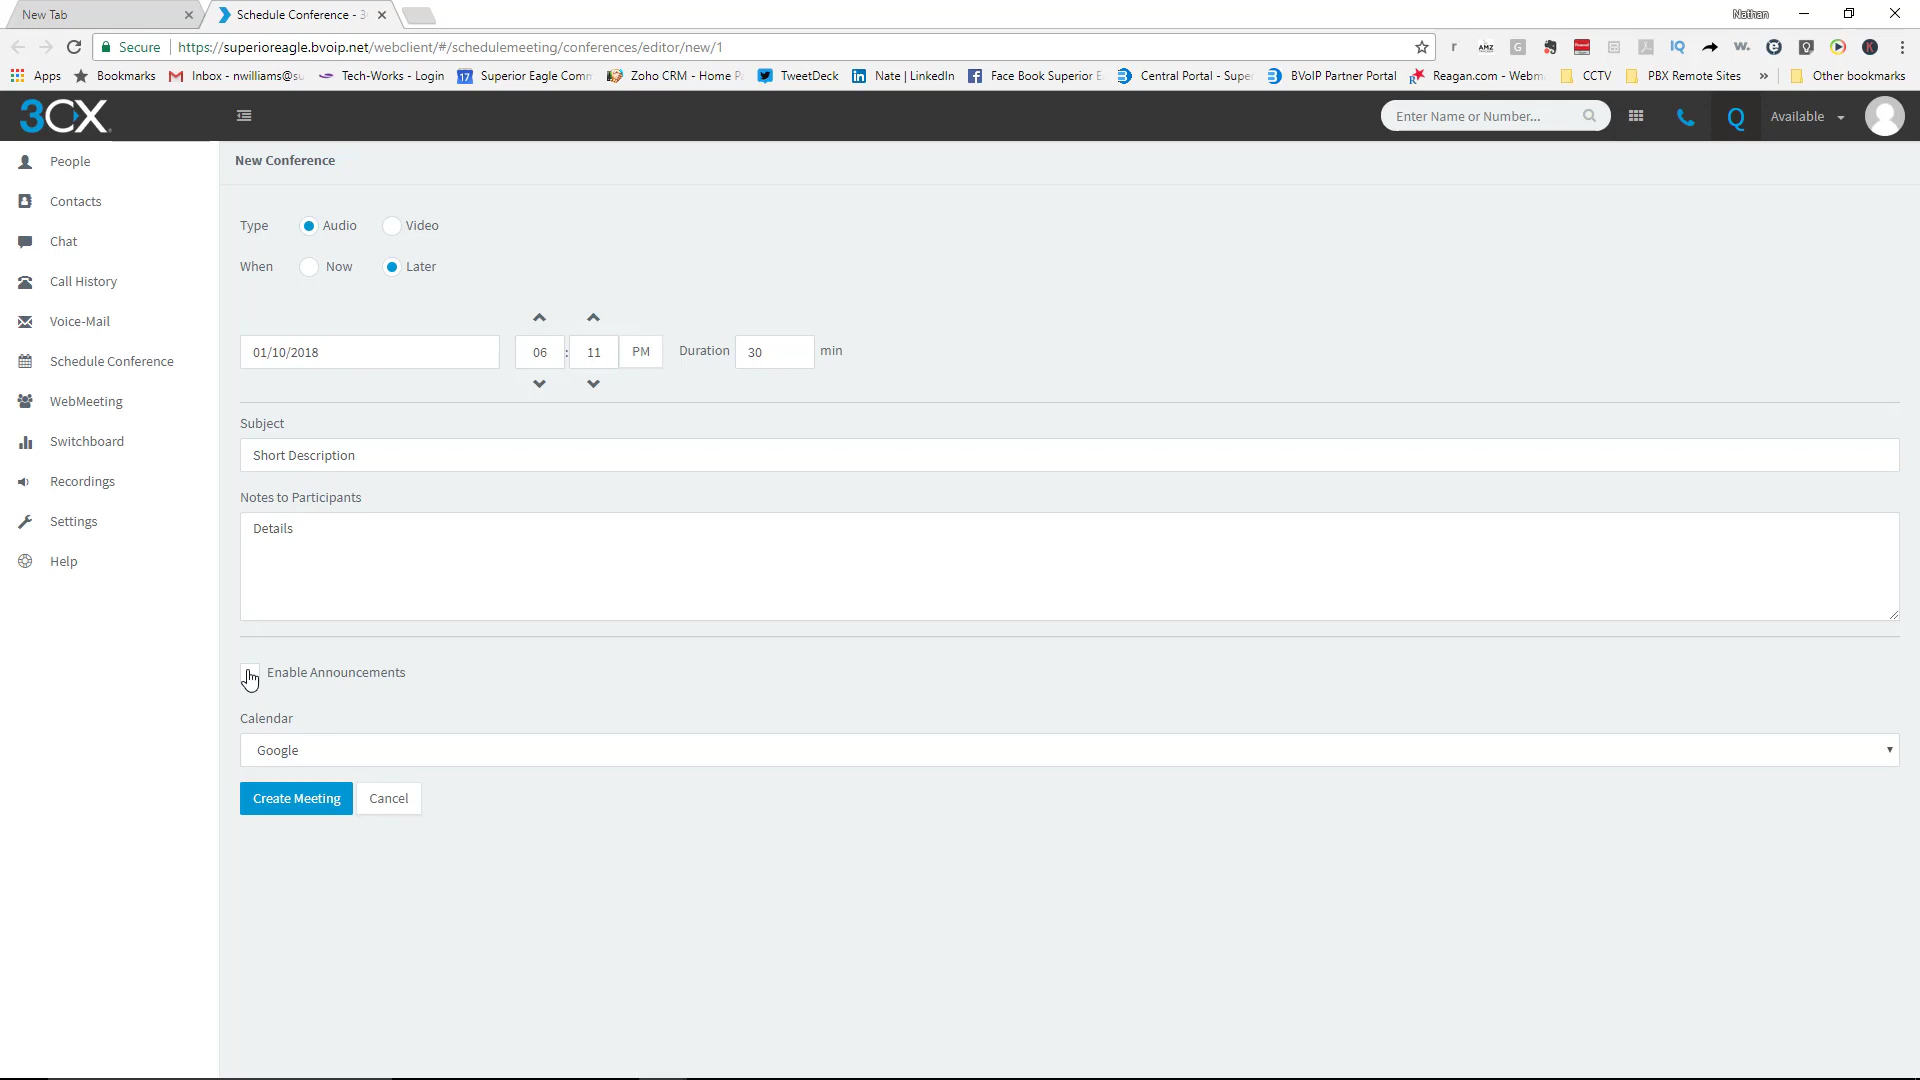 New Tab
Schedule Conference - 3
Nathan
Secure https://superioreagle.bvoip.net/webclient/#/schedulemeeting/conferences/editor/new/1
Apps Bookmarks Inbox - nwilliams@su Tech-Works - Login 17 Superior Eagle Comm Zoho CRM - Home P TweetDeck Nate | LinkedIn Face Book Superior E Central Portal - Super BVoIP Partner Portal Reagan.com - Webm CCTV PBX Remote Sites » Other bookmarks
3CX
Enter Name or Number...
Q
Available
People
Contacts
Chat
Call History
Voice-Mail
Schedule Conference
WebMeeting
Switchboard
Recordings
Settings
Help
New Conference
Type Audio Video
When Now Later
01/10/2018 06 : 11 PM Duration 30 min
Subject
Short Description
Notes to Participants
Details
Enable Announcements
Calendar
Google
Create Meeting Cancel